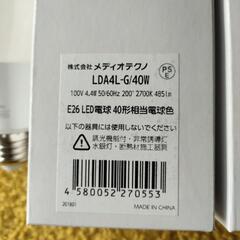 株式会社 メディオテクノ
PS
E
LDA4L-G/40W
100V 4.4W 50/60Hz 200° 2700K 485lm
E26 LED電球 40形相当電球色
以下の器具には使用しないでください
調光機能付・非常誘導灯
水銀灯・断熱材施工器具
4 580052 270553
201801
MADE IN CHINA